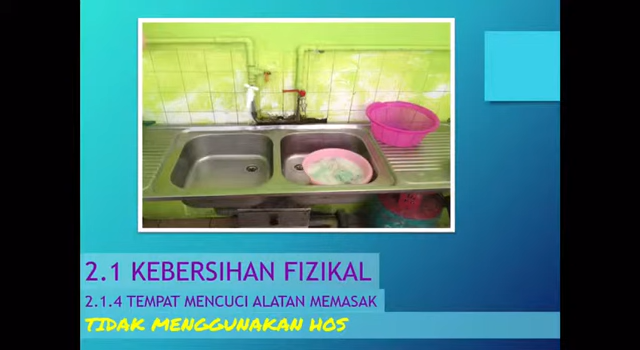 2.1 KEBERSIHAN FIZIKAL
2.1.4 TEMPAT MENCUCI ALATAN MEMASAK
TIDAK MENGGUNAKAN HOS